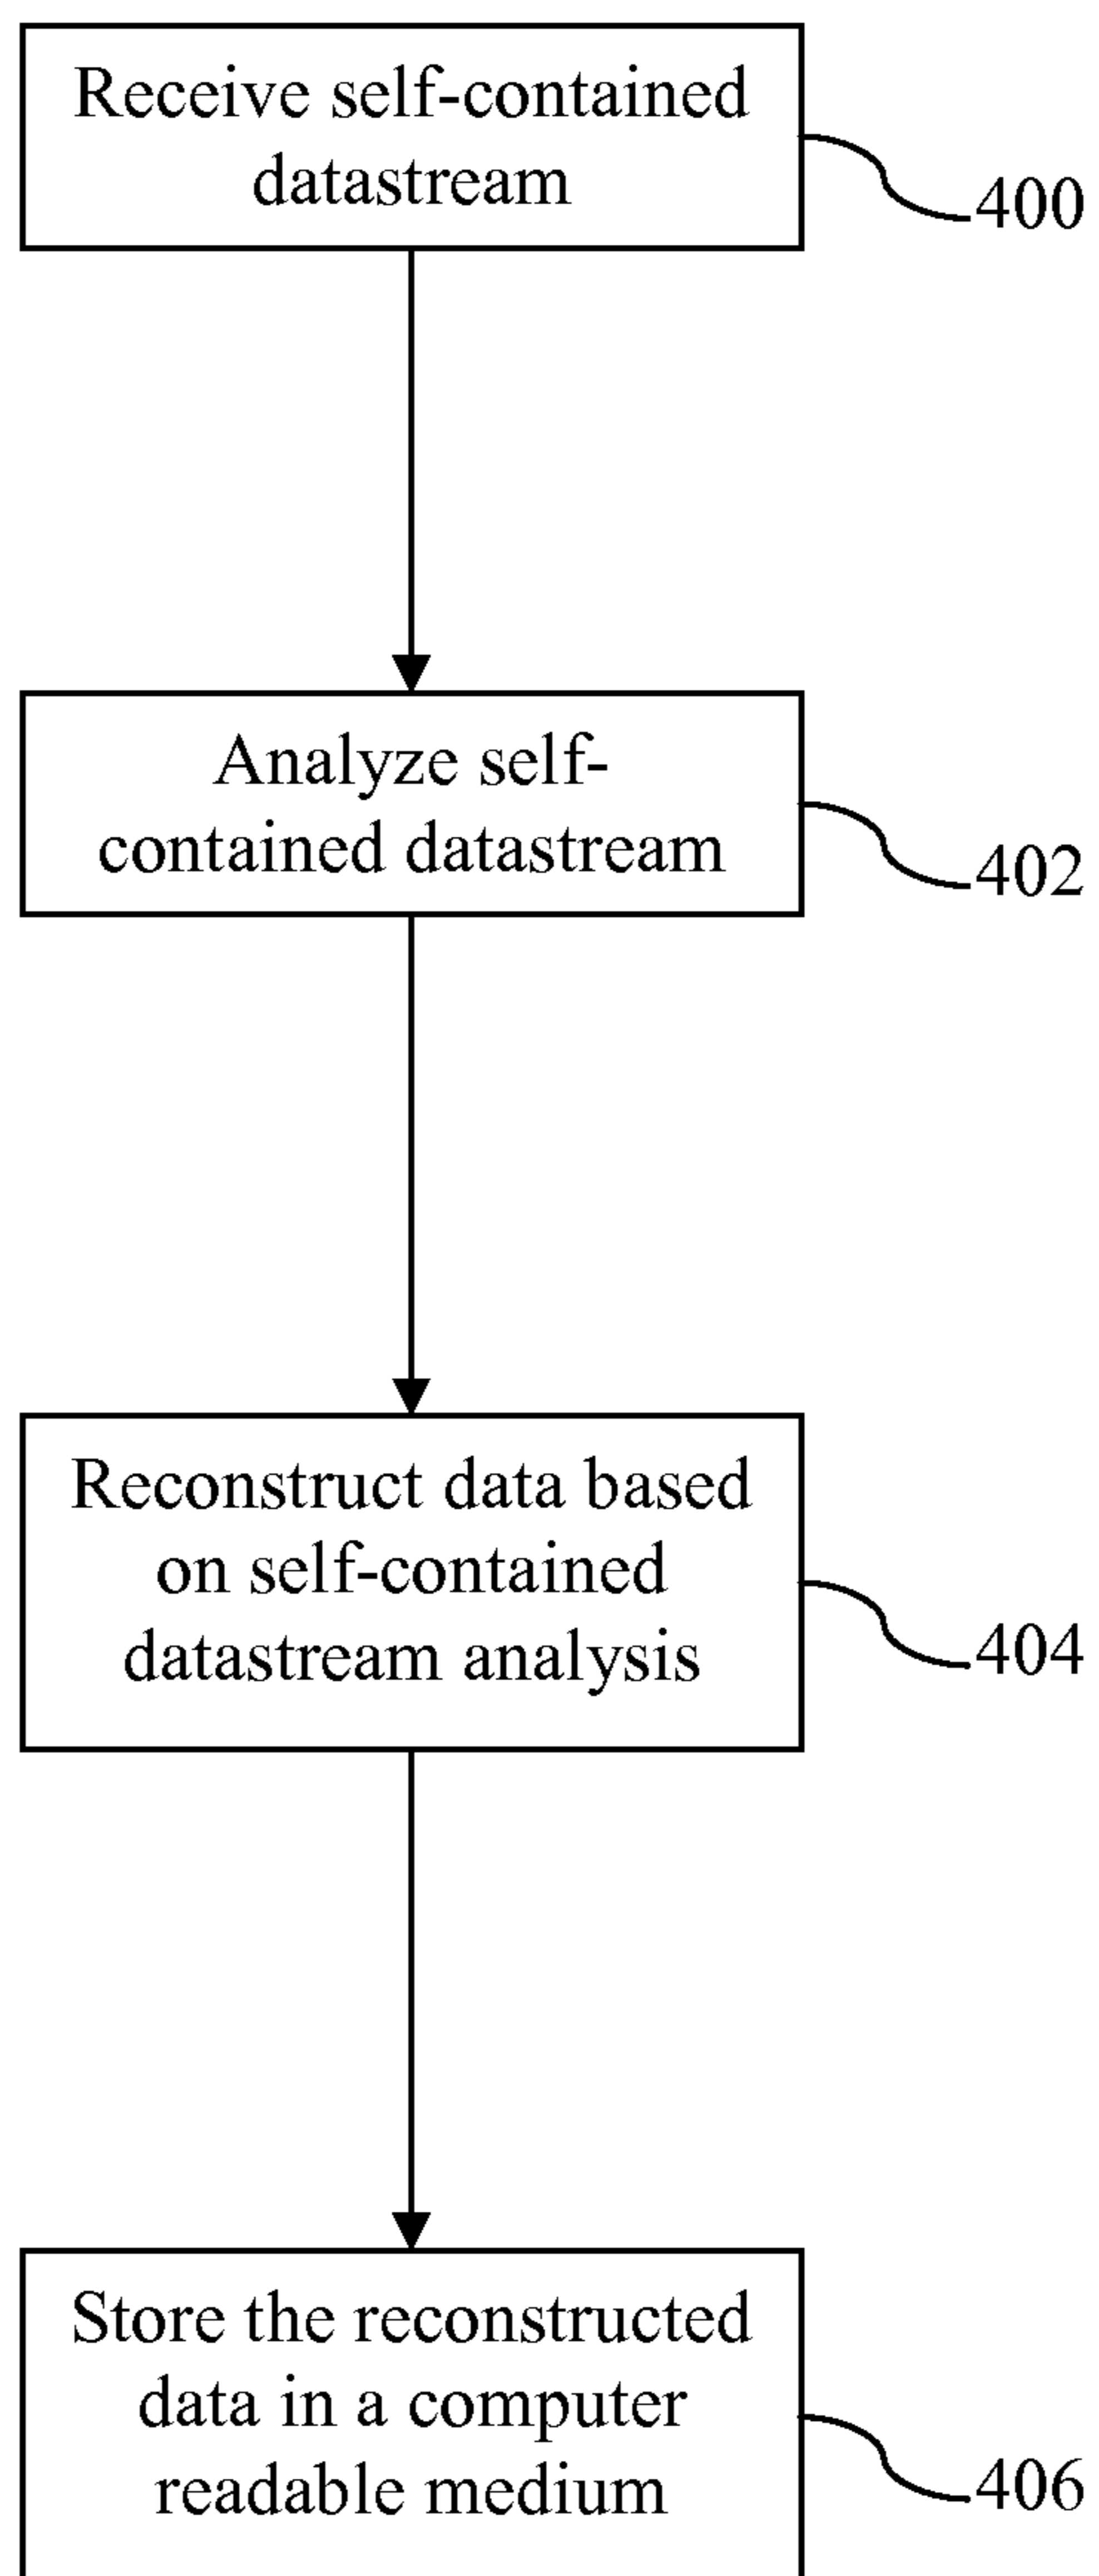 Receive self-contained
datastream
400
Analyze self-
contained datastream
402
Reconstruct data based
on self-contained
datastream analysis
404
Store the reconstructed
data in a computer
readable medium
406